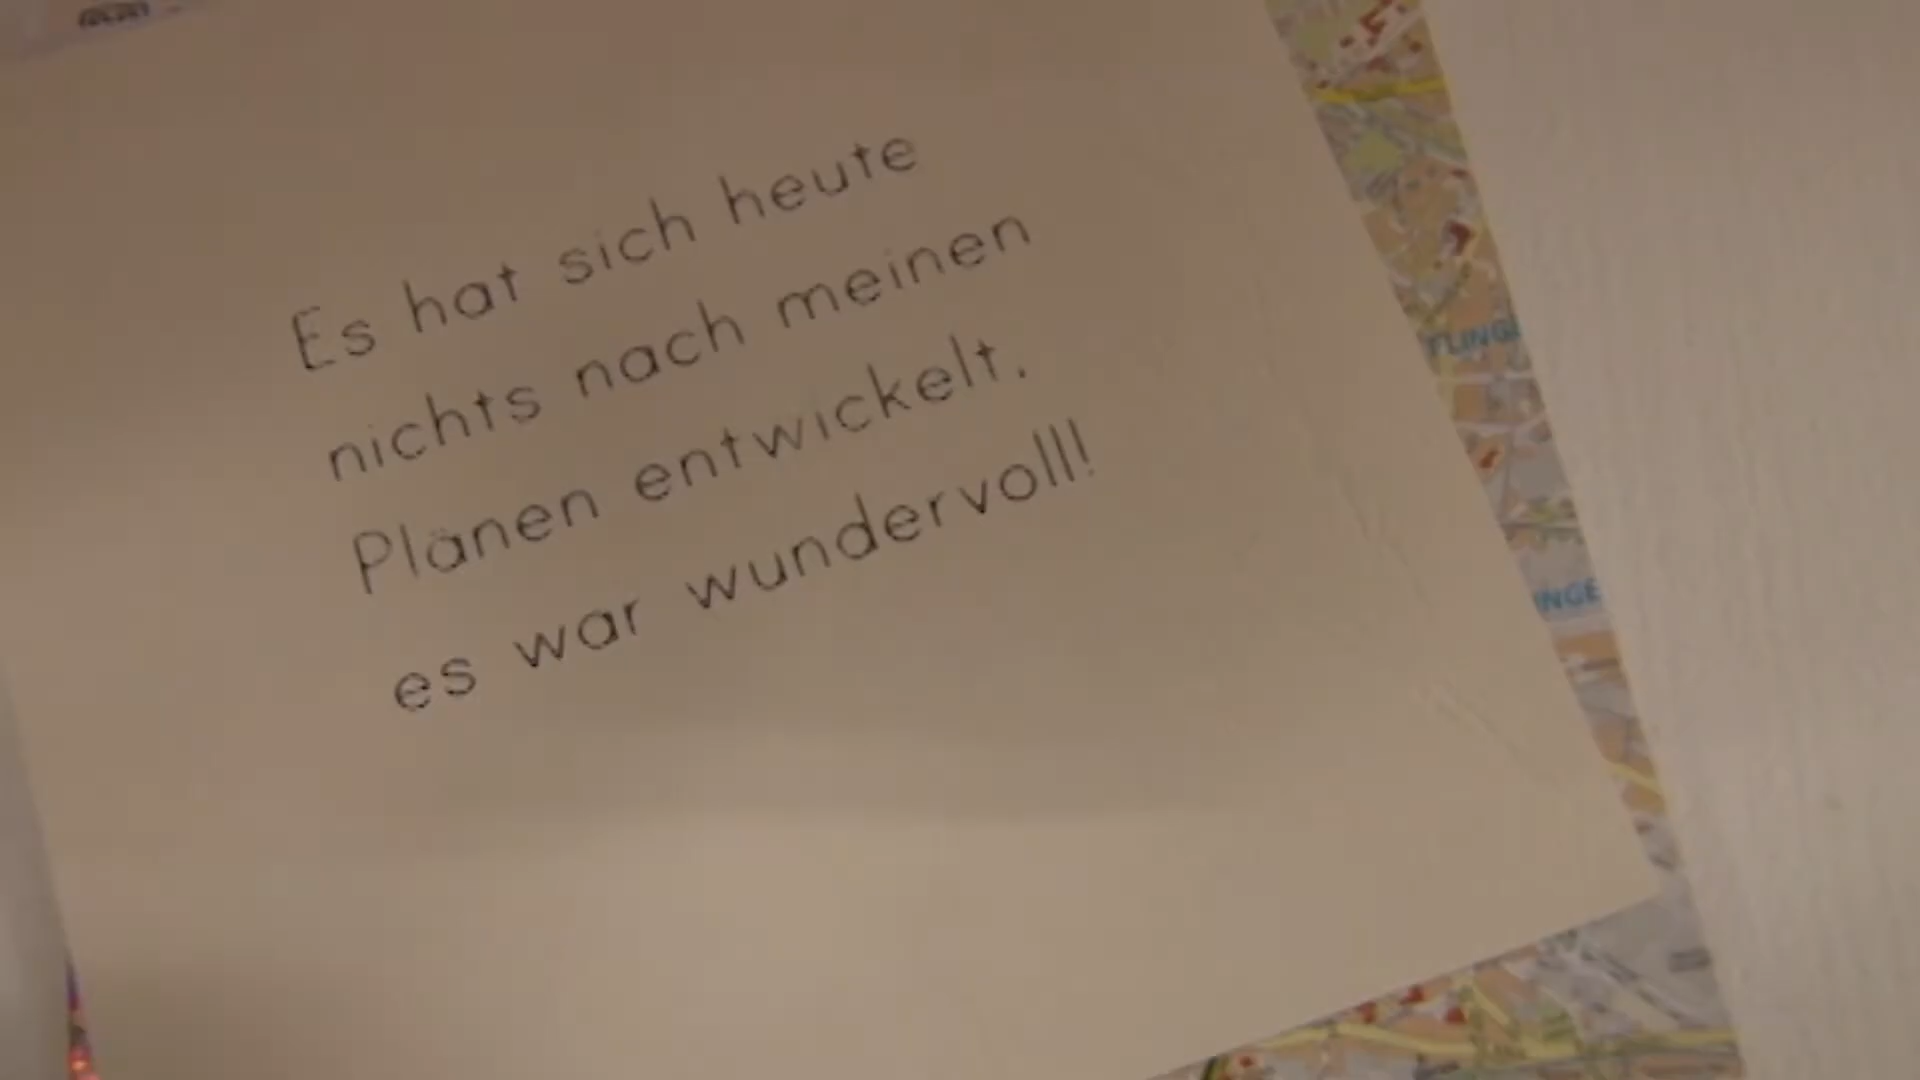 Es hat sich heute
nichts nach meinen
Plänen entwickelt.
es war wundervoll!